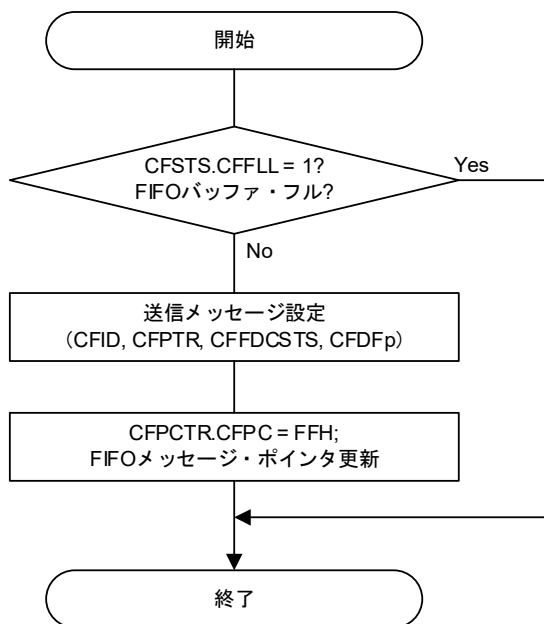 開始
CFSTS.CFFLL = 1?
FIFOバッファ・フル?
Yes
No
送信メッセージ設定
(CFID, CFPTR, CFFDCSTS, CFDFp)
CFPCTR.CFPC = FFH;
FIFOメッセージ・ポインタ更新
終了